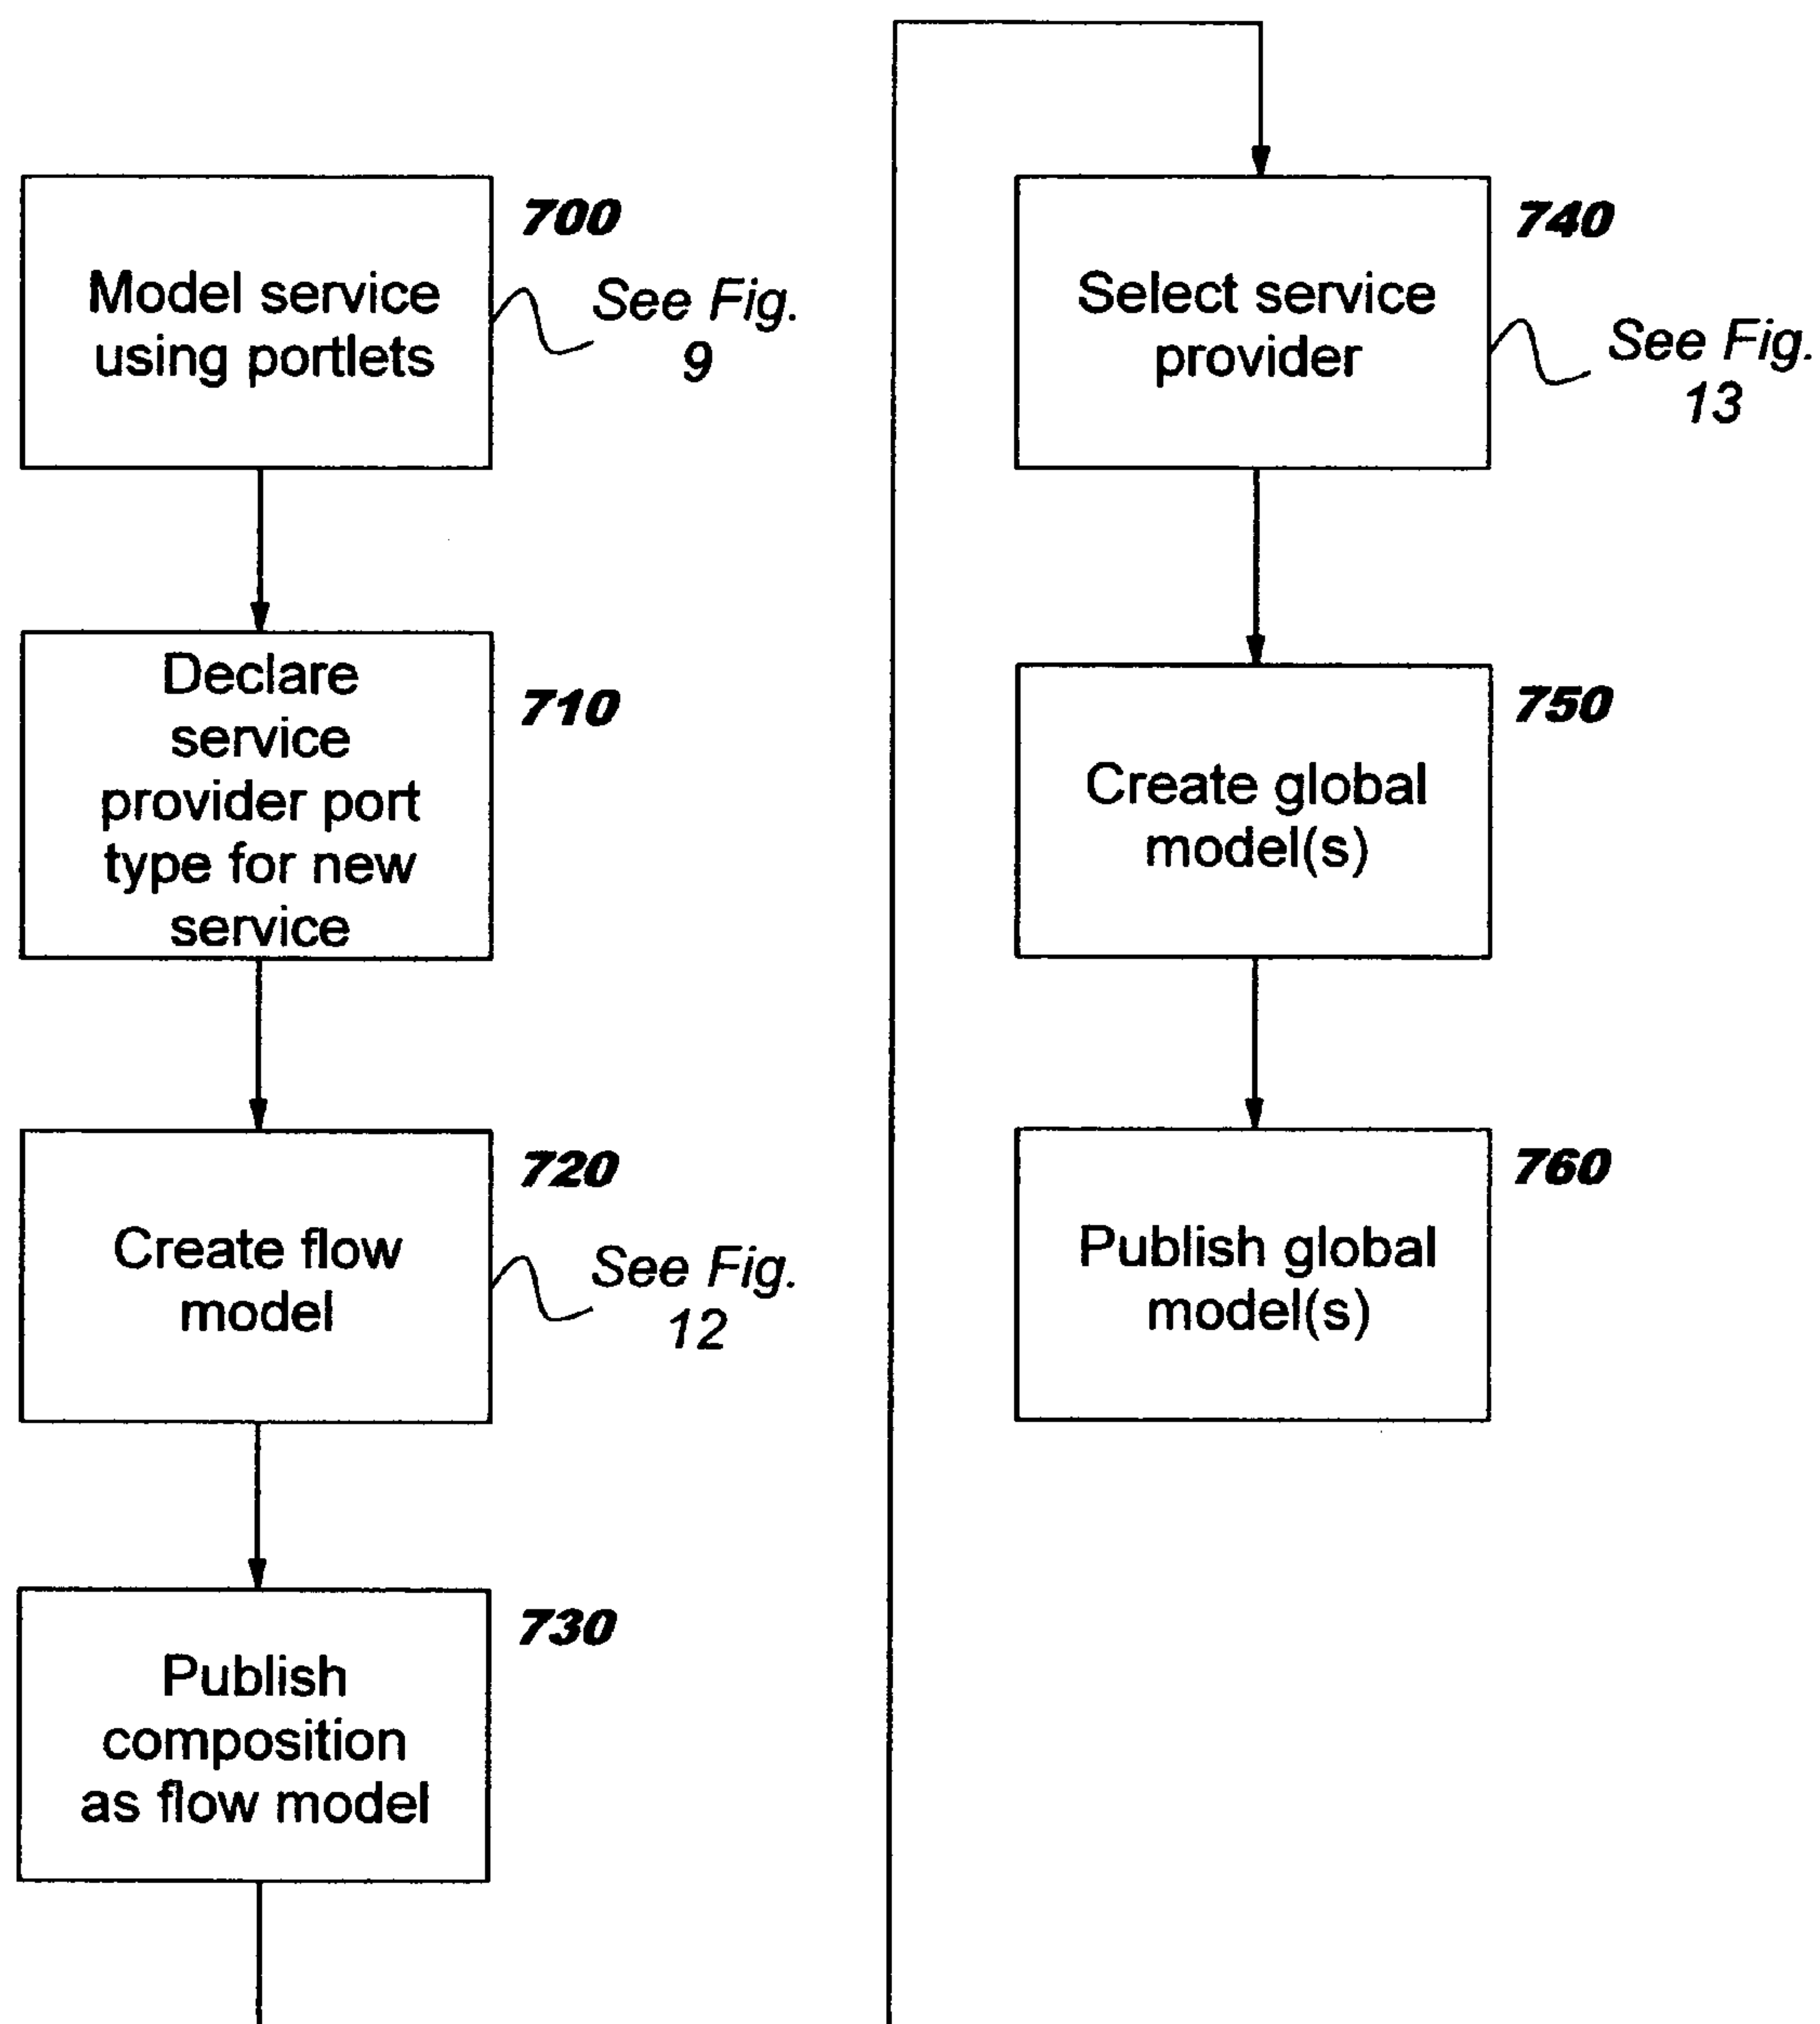 700
Model service
using portlets
See Fig.
9
710
Declare
service
provider port
type for new
service
720
Create flow
model
See Fig.
12
730
Publish
composition
as flow model
740
Select service
provider
See Fig.
13
750
Create global
model(s)
760
Publish global
model(s)